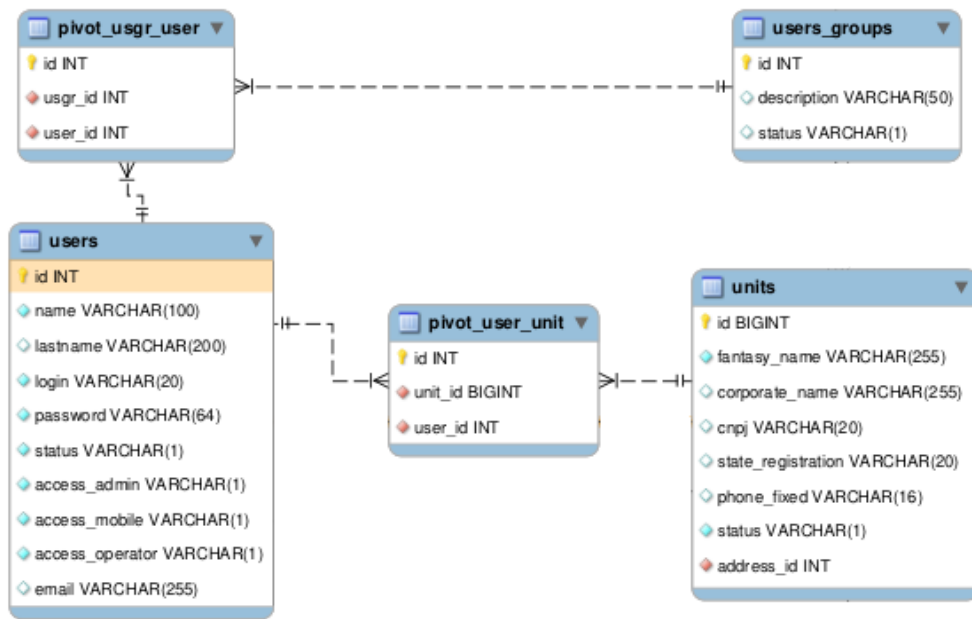 pivot_usgr_user
id INT
usgr_id INT
user_id INT
users_groups
id INT
description VARCHAR(50)
status VARCHAR(1)
users
id INT
name VARCHAR(100)
lastname VARCHAR(200)
login VARCHAR(20)
password VARCHAR(64)
status VARCHAR(1)
access_admin VARCHAR(1)
access_mobile VARCHAR(1)
access_operator VARCHAR(1)
email VARCHAR(255)
pivot_user_unit
id INT
unit_id BIGINT
user_id INT
units
id BIGINT
fantasy_name VARCHAR(255)
corporate_name VARCHAR(255)
cnpj VARCHAR(20)
state_registration VARCHAR(20)
phone_fixed VARCHAR(16)
status VARCHAR(1)
address_id INT